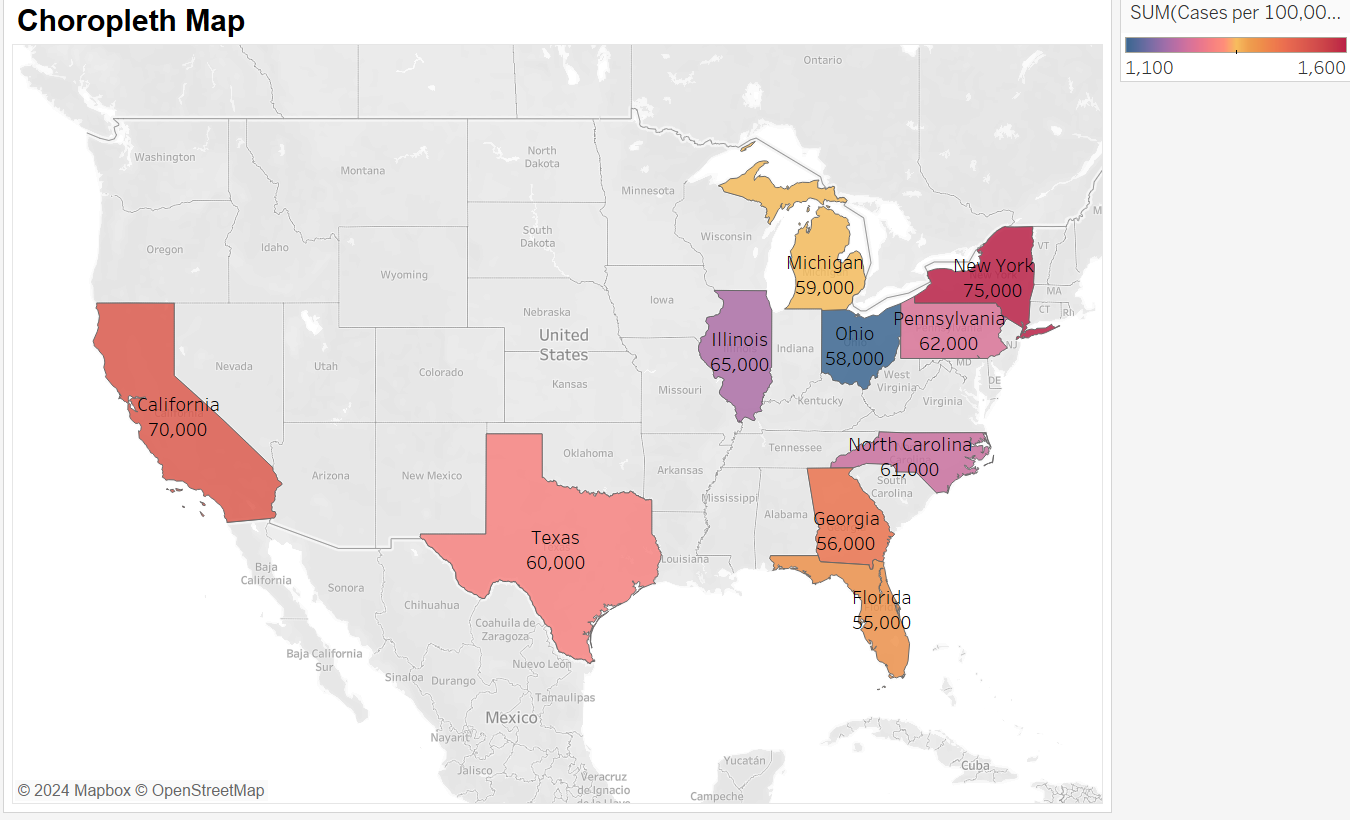 Choropleth Map
SUM(Cases per 100,00...
1,100
1,600
Ontario
Washington
Montana
North
Dakota
Minnesota
Oregon
Idaho
Wyoming
South
Dakota
Wisconsin
Michigan
59,000
New York
75,000
VT
MA
CT
Iowa
Nebraska
United
States
Illinois
65,000
Indiana
Ohio
58,000
Pennsylvania
62,000
NJ
MD
DE
West
Virginia
Virginia
Nevada
Utah
Colorado
Kansas
Missouri
Kentucky
California
70,000
Arizona
New Mexico
Oklahoma
Arkansas
Tennessee
North Carolina
61,000
South
Carolina
Mississippi
Alabama
Georgia
56,000
Texas
60,000
Louisiana
Florida
55,000
Baja
California
Sonora
Chihuahua
Coahuila de
Zaragoza
Baja California
Sur
Nuevo León
Sinaloa
Durango
Tamaulipas
Mexico
Nayarit
Jalisco
Veracruz
de Ignacio
Yucatán
Campeche
Cuba
© 2024 Mapbox © OpenStreetMap